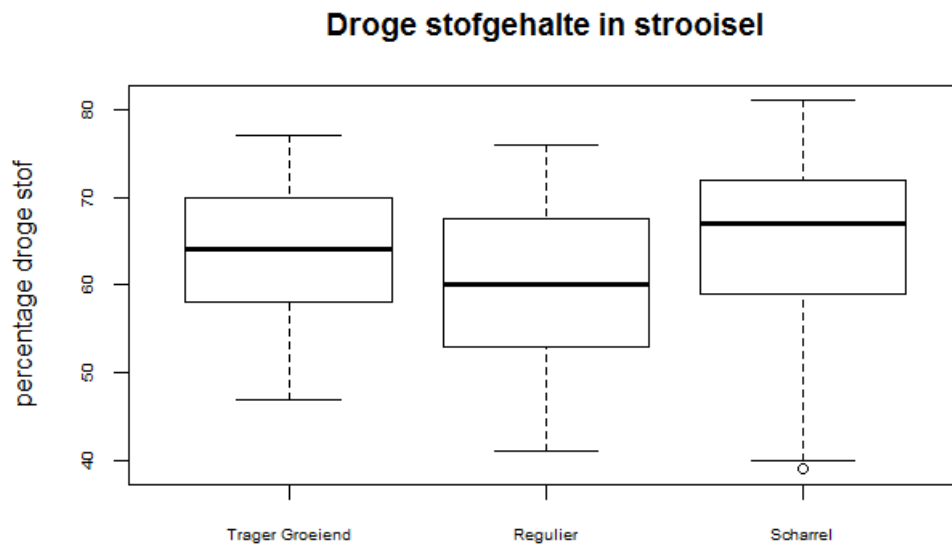 Droge stofgehalte in strooisel
percentage droge stof
80
70
60
50
40
Trager Groeiend Regulier Scharrel